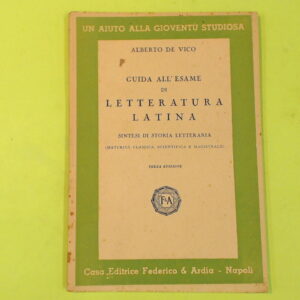 UN AIUTO ALLA GIOVENTÙ STUDIOSA
ALBERTO DE VICO
GUIDA ALL'ESAME
DI
LETTERATURA
LATINA
SINTESI DI STORIA LETTERARIA
(MATURITÀ CLASSICA, SCIENTIFICA E MAGISTRALE)
TERZA EDIZIONE
F&A
Casa Editrice Federico & Ardia - Napoli